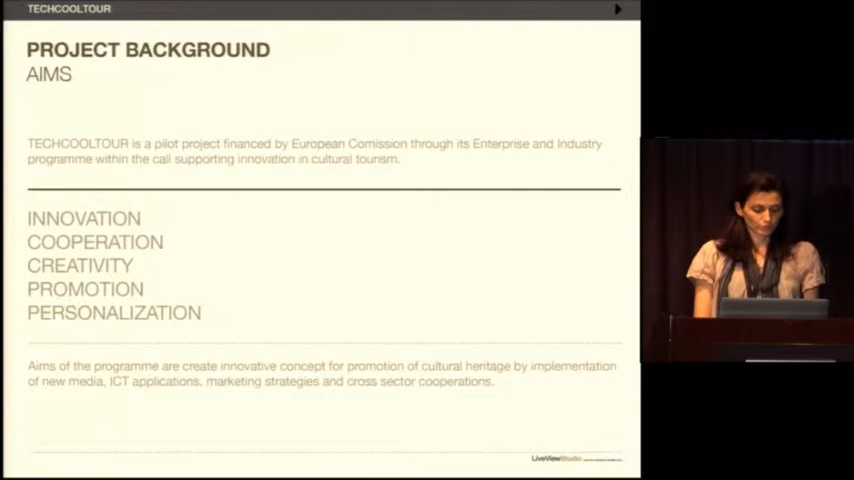 TECHCOOLTOUR
PROJECT BACKGROUND
AIMS
TECHCOOLTOUR is a pilot project financed by European Comission through its Enterprise and Industry
programme within the call supporting innovation in cultural tourism.
INNOVATION
COOPERATION
CREATIVITY
PROMOTION
PERSONALIZATION
Aims of the programme are create innovative concept for promotion of cultural heritage by implementation
of new media, ICT applications, marketing strategies and cross sector cooperations.
LiveViewStudio